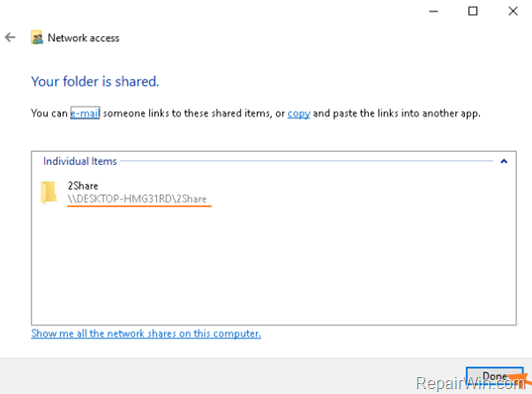 Network access
Your folder is shared.
You can e-mail someone links to these shared items, or copy and paste the links into another app.
Individual Items
2Share
\\DESKTOP-HMG31RD\2Share
Show me all the network shares on this computer.
Done
RepairWin.com